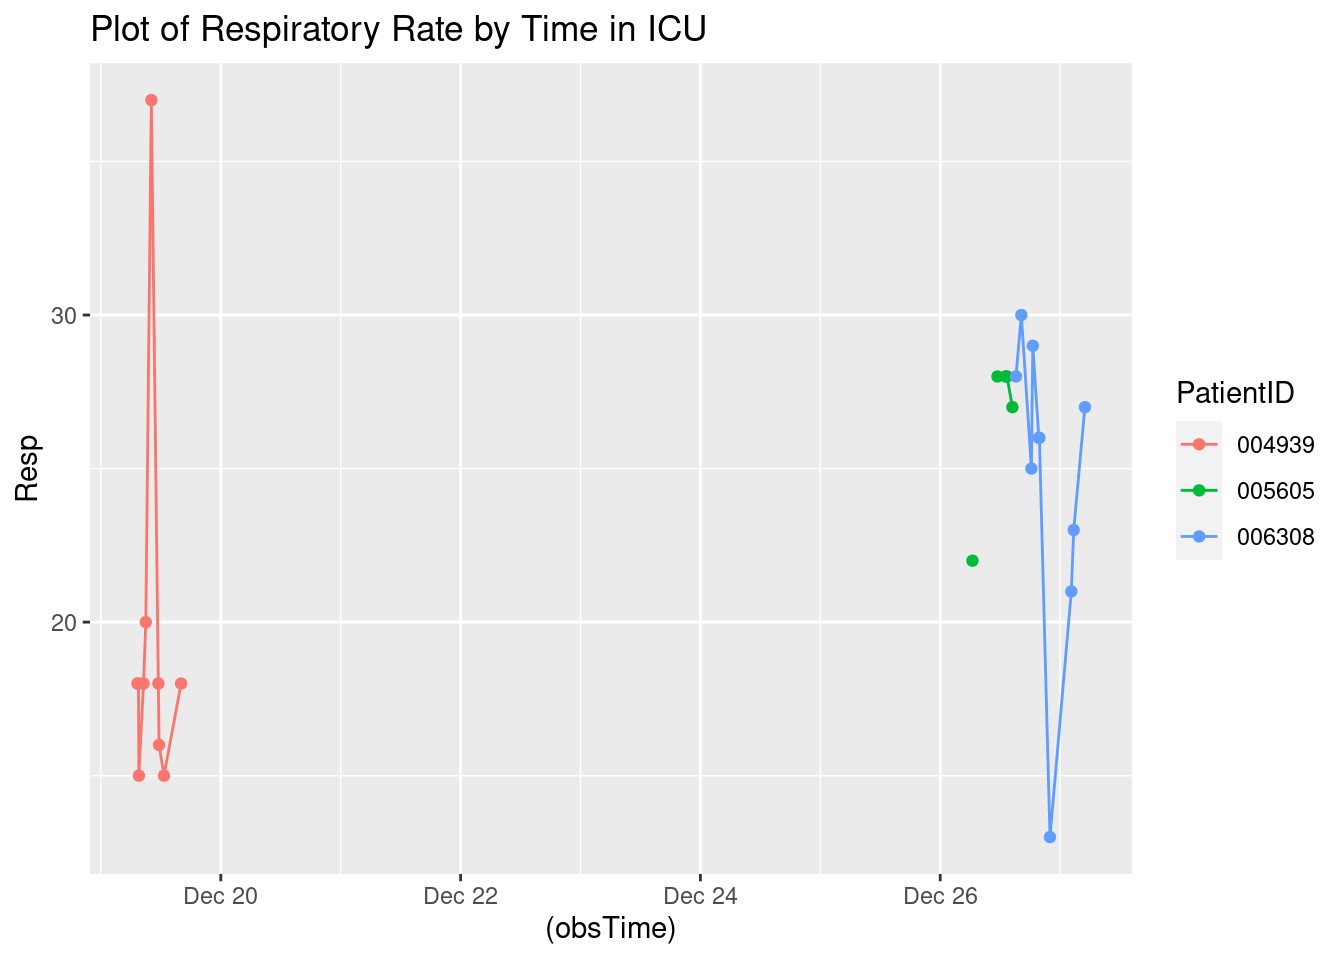 Plot of Respiratory Rate by Time in ICU
30
20
Resp
Dec 20
Dec 22
Dec 24
Dec 26
(obsTime)
PatientID
004939
005605
006308